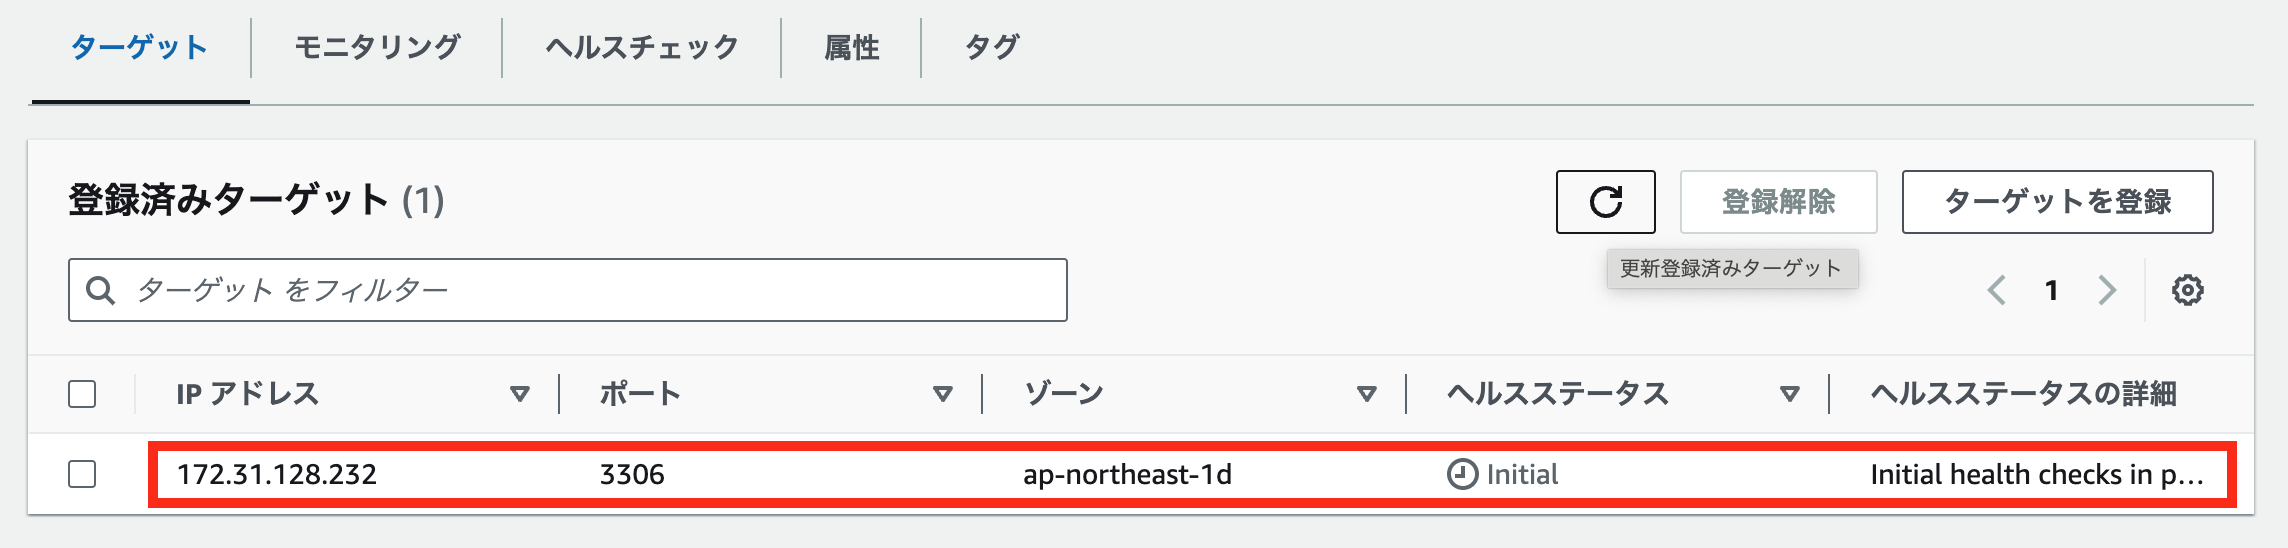 ターゲット モニタリング ヘルスチェック 属性 タグ
登録済みターゲット (1) 登録解除 ターゲットを登録
更新登録済みターゲット
ターゲット をフィルター 1
IP アドレス ポート ゾーン ヘルスステータス ヘルスステータスの詳細
172.31.128.232 3306 ap-northeast-1d Initial Initial health checks in p...